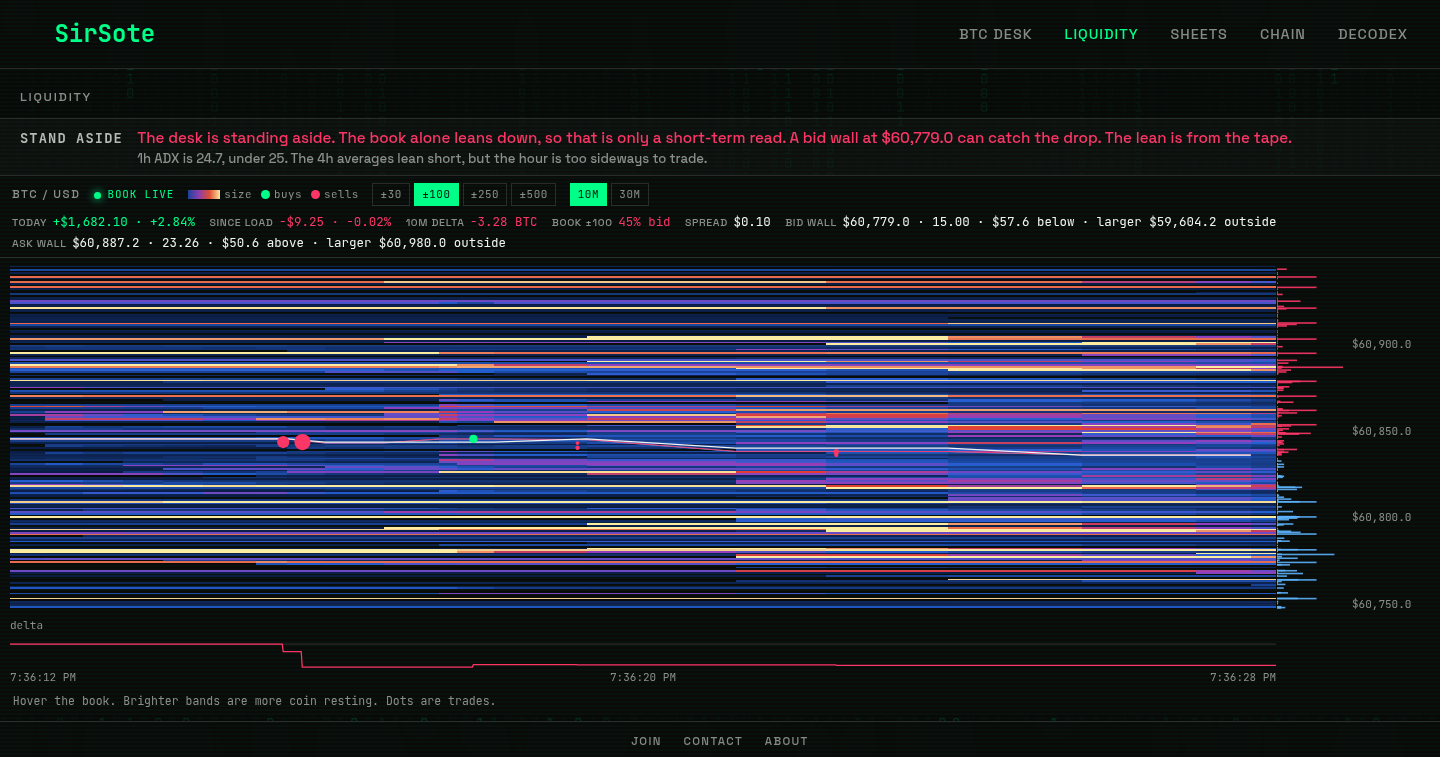 SirSote
BTC DESK LIQUIDITY SHEETS CHAIN DECODEX
LIQUIDITY
STAND ASIDE The desk is standing aside. The book alone leans down, so that is only a short-term read. A bid wall at $60,779.0 can catch the drop. The lean is from the tape.
1h ADX is 24.7, under 25. The 4h averages lean short, but the hour is too sideways to trade.
BTC / USD BOOK LIVE size buys sells ±30 ±100 ±250 ±500 10M 30M
TODAY +$1,682.10 · +2.84% SINCE LOAD -$9.25 · -0.02% 10M DELTA -3.28 BTC BOOK ±100 45% bid SPREAD $0.10 BID WALL $60,779.0 · 15.00 · $57.6 below · larger $59,604.2 outside
ASK WALL $60,887.2 · 23.26 · $50.6 above · larger $60,980.0 outside
$60,900.0
$60,850.0
$60,800.0
$60,750.0
delta
7:36:12 PM 7:36:20 PM 7:36:28 PM
Hover the book. Brighter bands are more coin resting. Dots are trades.
JOIN CONTACT ABOUT